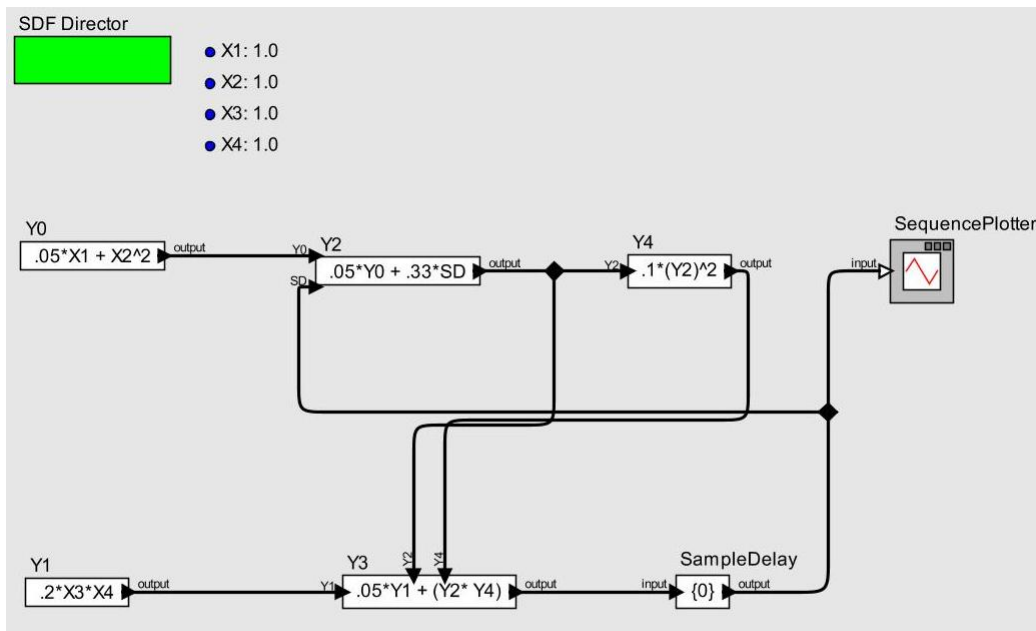 SDF Director
X1: 1.0
X2: 1.0
X3: 1.0
X4: 1.0
Y0
.05*X1 + X2^2
output
Y0
SD
Y2
.05*Y0 + .33*SD
output
Y2
Y4
.1*(Y2)^2
output
SequencePlotter
input
Y1
.2*X3*X4
output
Y1
Y2
Y4
Y3
.05*Y1 + (Y2* Y4)
output
SampleDelay
input
{0}
output